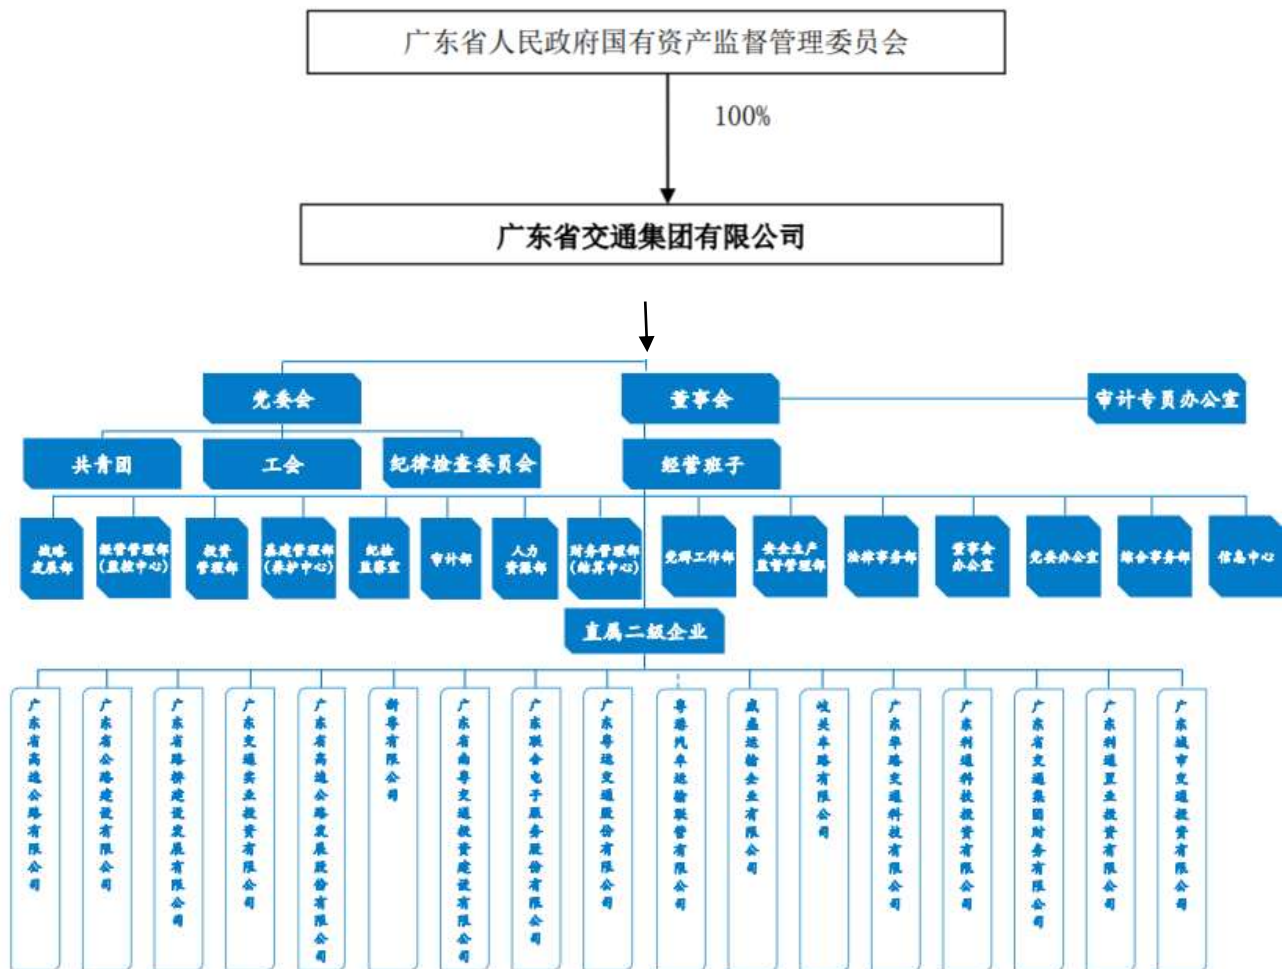 广东省人民政府国有资产监督管理委员会
100%
广东省交通集团有限公司
党委会
董事会
审计专员办公室
共青团
工会
纪律检查委员会
经营班子
战略
发展部
经营管理部
(监控中心)
投资
管理部
基建管理部
(养护中心)
纪检
监察室
审计部
人力
资源部
财务管理部
(结算中心)
党群工作部
安全生产
监督管理部
法律事务部
董事会
办公室
党委办公室
综合事务部
信息中心
直属二级企业
广东省高速公路有限公司
广东省公路建设有限公司
广东省路桥建设发展有限公司
广东交通实业投资有限公司
广东省高速公路发展股份有限公司
新粤有限公司
广东省南粤交通投资建设有限公司
广东联合电子服务股份有限公司
广东粤运交通股份有限公司
粤港汽车运输联营有限公司
威盛运输企业有限公司
岐关车路有限公司
广东华路交通科技有限公司
广东利通科技投资有限公司
广东省交通集团财务有限公司
广东利通置业投资有限公司
广东城市交通投资有限公司